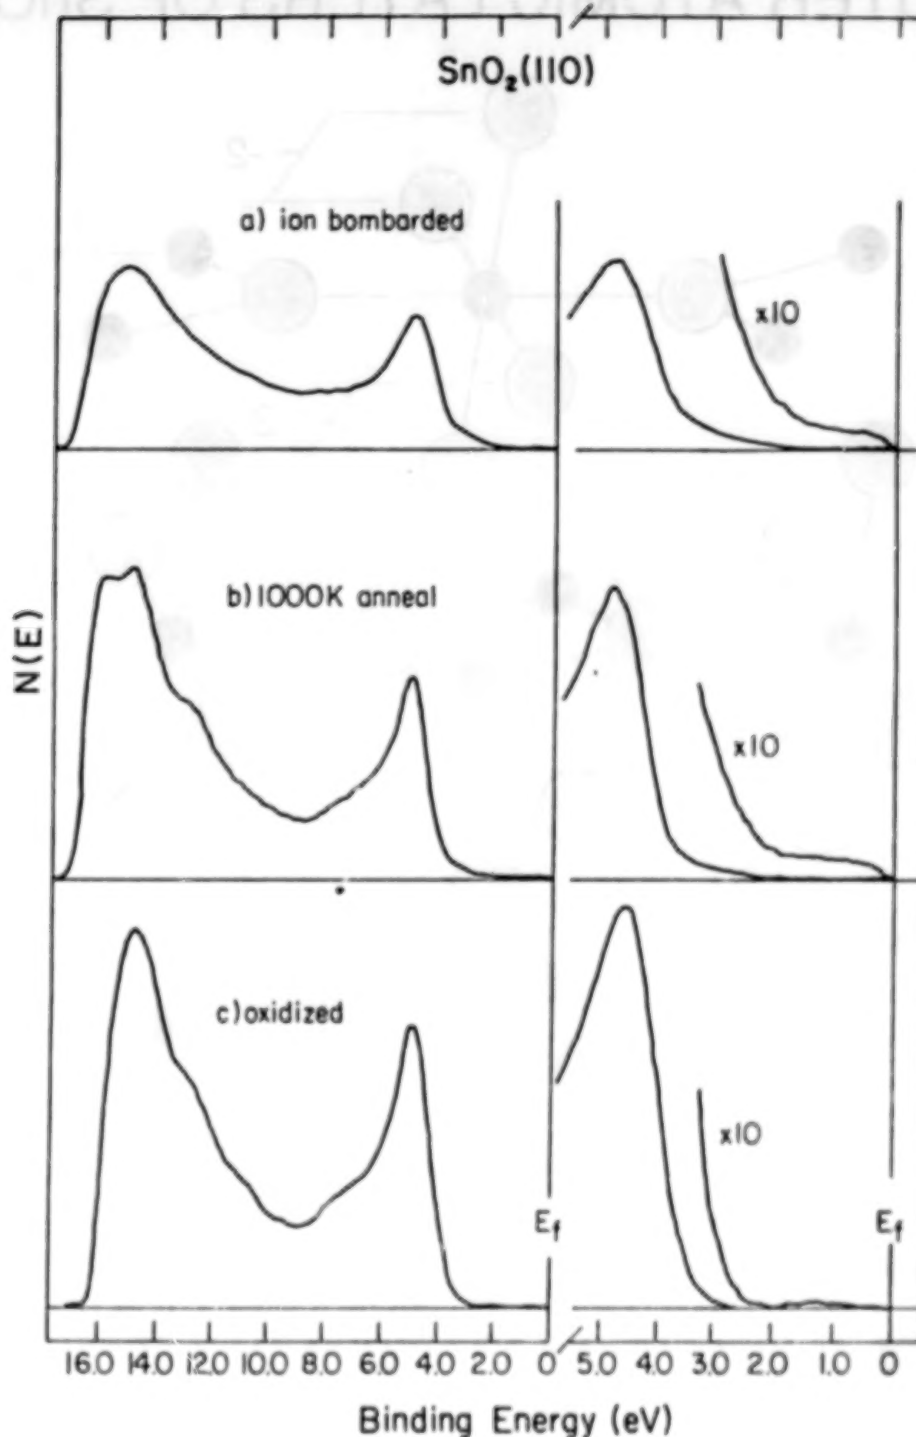 SnO₂(110)
a) ion bombarded
x10
b) 1000K anneal
x10
N(E)
c) oxidized
x10
E_f
E_f
16.0 14.0 12.0 10.0 8.0 6.0 4.0 2.0 0
5.0 4.0 3.0 2.0 1.0 0
Binding Energy (eV)